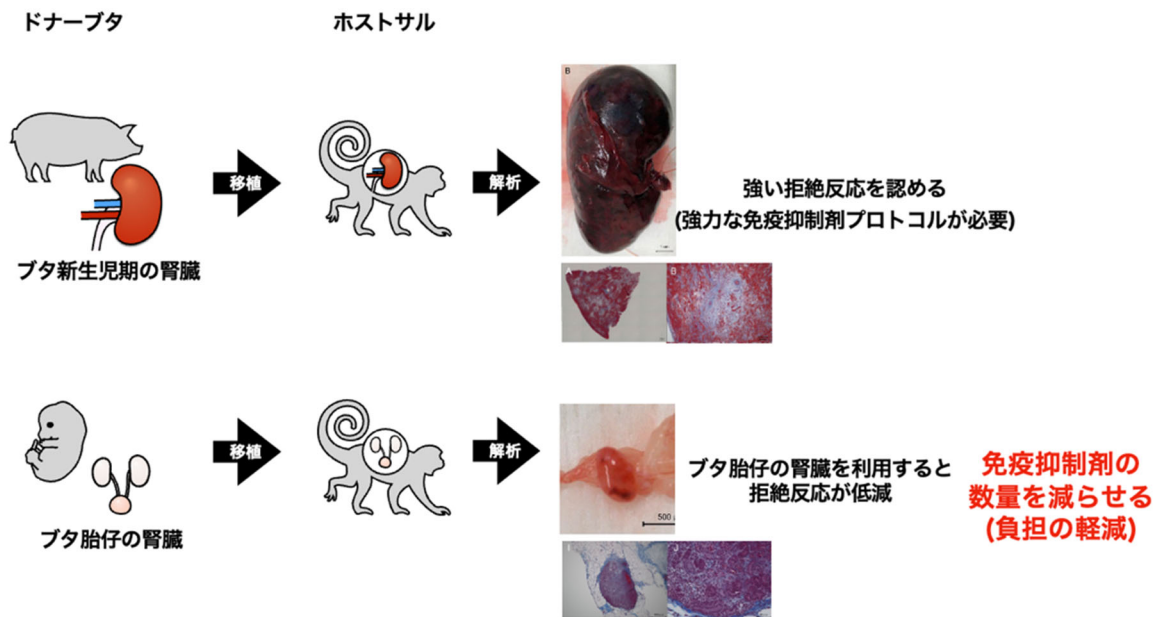 ドナーブタ
ホストサル
移植
解析
B
強い拒絶反応を認める
(強力な免疫抑制剤プロトコルが必要)
ブタ新生児期の腎臓
A
B
移植
解析
ブタ胎仔の腎臓を利用すると
拒絶反応が低減
免疫抑制剤の
数量を減らせる
(負担の軽減)
500
ブタ胎仔の腎臓
I
J